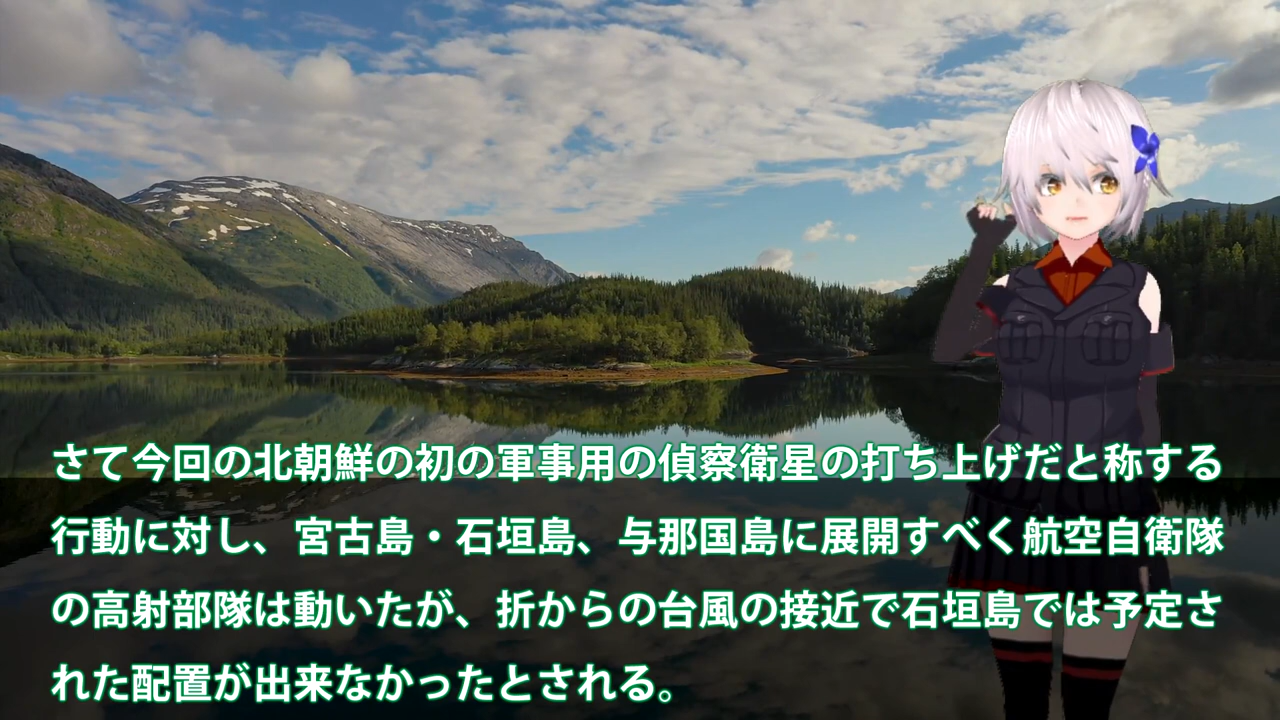 さて今回の北朝鮮の初の軍事用の偵察衛星の打ち上げだと称する
行動に対し、宮古島・石垣島、与那国島に展開すべく航空自衛隊
の高射部隊は動いたが、折からの台風の接近で石垣島では予定さ
れた配置が出来なかったとされる。